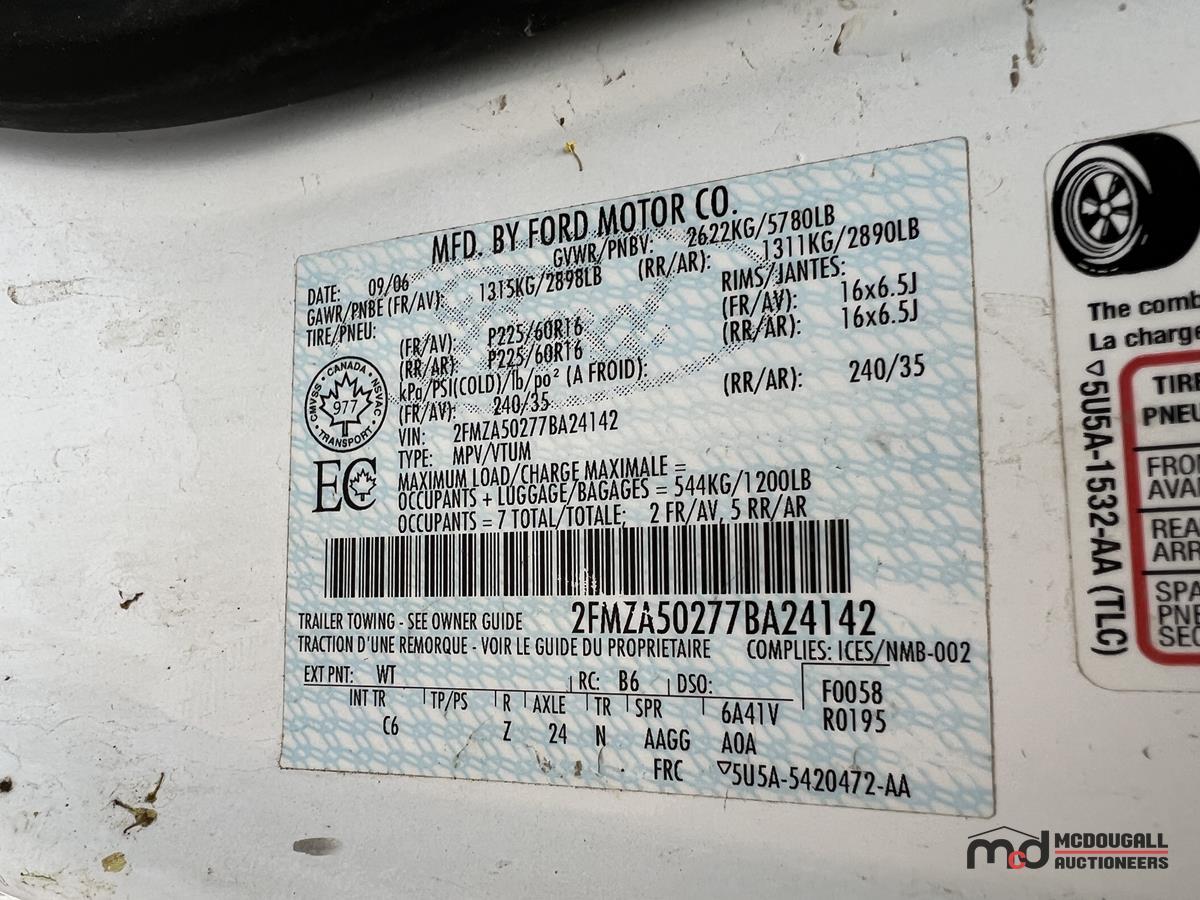 MFD. BY FORD MOTOR CO.
DATE: 09/06 GVWR/PNBV: 2622KG/5780LB
GAWR/PNBE (FR/AV): 1315KG/2898LB (RR/AR): 1311KG/2890LB
TIRE/PNEU: RIMS/JANTES:
(FR/AV): P225/60R16 (FR/AV): 16x6.5J
(RR/AR): P225/60R16 (RR/AR): 16x6.5J
kPg/PSI(COLD)/lb/po² (A FROID):
(FR/AV): 240/35 (RR/AR): 240/35
CANADA
CMVSS NSVAC
977
TRANSPORT
VIN: 2FMZA50277BA24142
TYPE: MPV/VTUM
EC
MAXIMUM LOAD/CHARGE MAXIMALE =
OCCUPANTS + LUGGAGE/BAGAGES = 544KG/1200LB
OCCUPANTS = 7 TOTAL/TOTALE; 2 FR/AV, 5 RR/AR
TRAILER TOWING - SEE OWNER GUIDE 2FMZA50277BA24142
TRACTION D'UNE REMORQUE - VOIR LE GUIDE DU PROPRIETAIRE COMPLIES: ICES/NMB-002
EXT PNT: WT RC: B6 DSO: F0058
INT TR TP/PS R AXLE TR SPR 6A41V R0195
C6 Z 24 N AAGG A0A
FRC ▽5U5A-5420472-AA
The comb
La charge
▽5U5A-1532-AA (TLC)
TIRE
PNEU
FRON
AVAN
REA
ARR
SPA
PNE
SEC
mcd MCDOUGALL
AUCTIONEERS